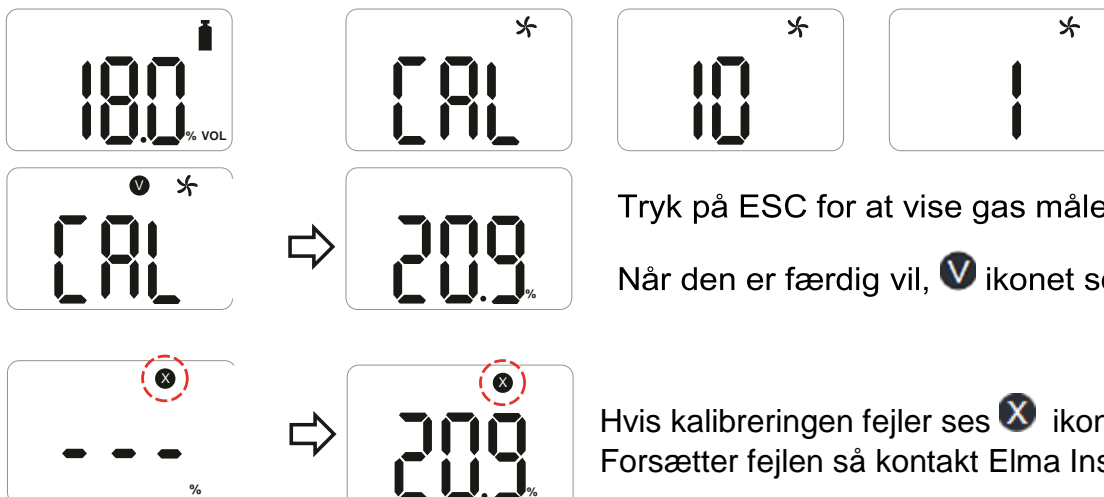 18.0 % VOL
CAL
10
1
V
CAL
20.9 %
Tryk på ESC for at vise gas måle
Når den er færdig vil, V ikonet se
X
--- %
X
20.9 %
Hvis kalibreringen fejler ses X ikon
Forsætter fejlen så kontakt Elma Ins